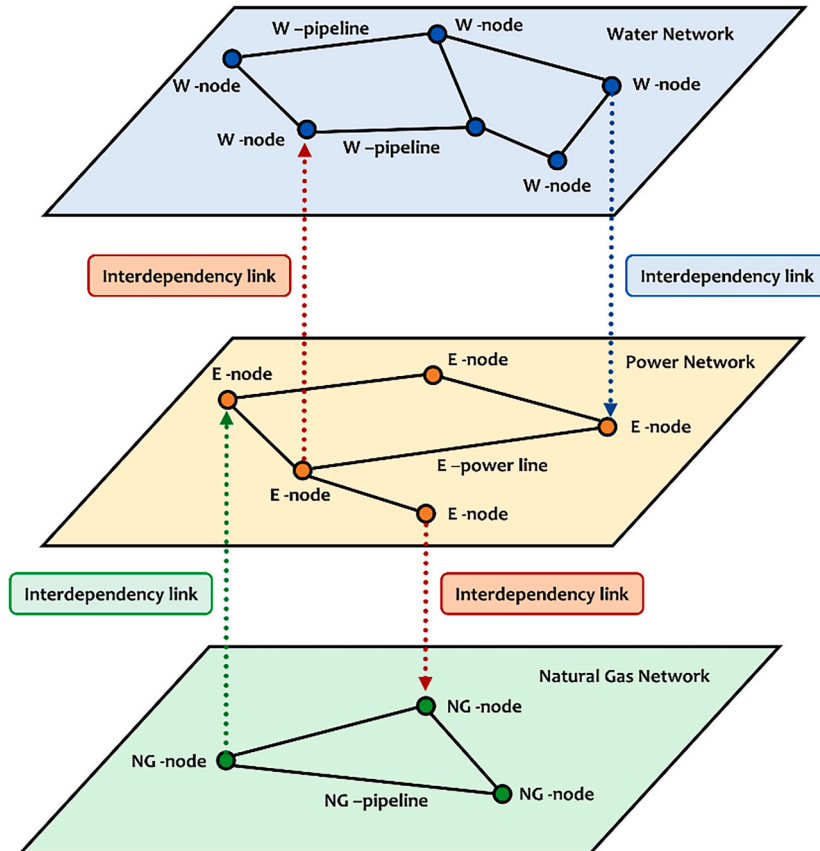 W –pipeline
W -node
Water Network
W -node
W -node
W -node
W –pipeline
W -node
Interdependency link
Interdependency link
E -node
Power Network
E -node
E -node
E –power line
E -node
E -node
Interdependency link
Interdependency link
Natural Gas Network
NG -node
NG -node
NG –pipeline
NG -node